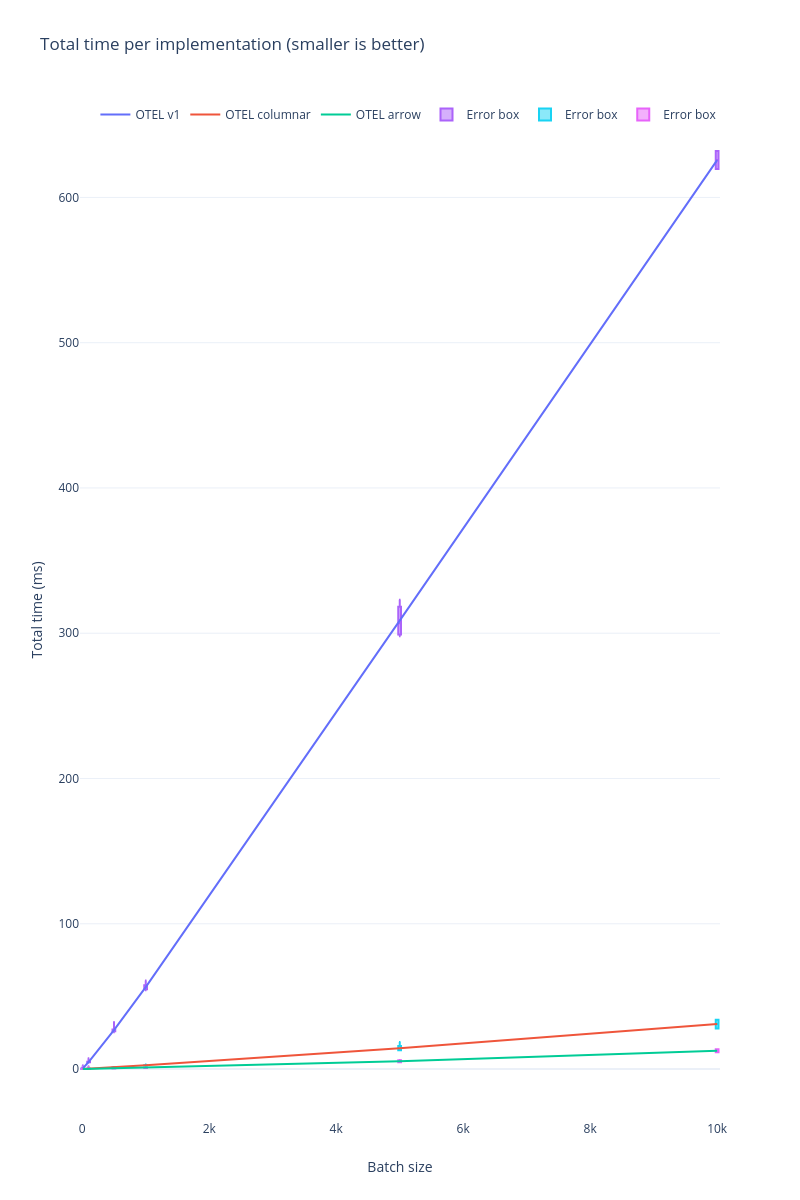 Total time per implementation (smaller is better)
OTEL v1 OTEL columnar OTEL arrow Error box Error box Error box
600
500
400
300
200
100
0
Total time (ms)
0 2k 4k 6k 8k 10k
Batch size